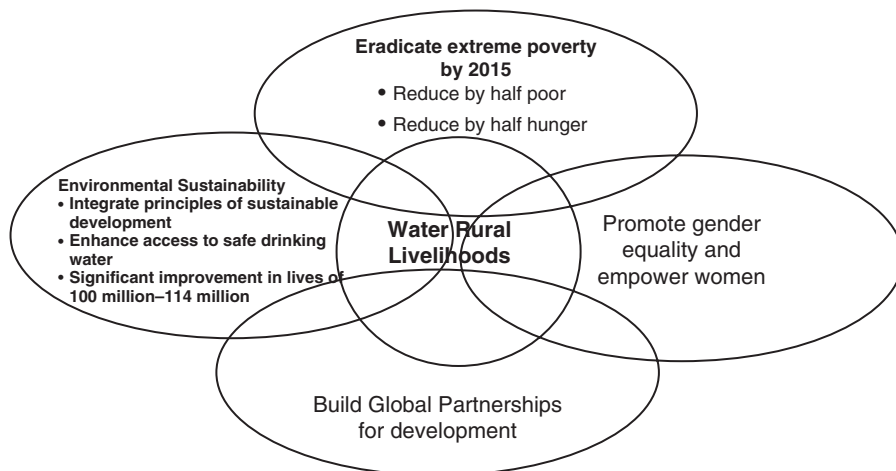 Eradicate extreme poverty
by 2015
• Reduce by half poor
• Reduce by half hunger
Environmental Sustainability
• Integrate principles of sustainable
development
• Enhance access to safe drinking
water
• Significant improvement in lives of
100 million–114 million
Water Rural
Livelihoods
Promote gender
equality and
empower women
Build Global Partnerships
for development